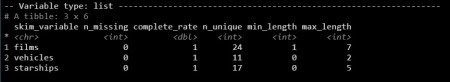 -- Variable type: list --------------------------------------------------------
# A tibble: 3 x 6
skim_variable n_missing complete_rate n_unique min_length max_length
* <chr> <int> <dbl> <int> <int> <int>
1 films 0 1 24 1 7
2 vehicles 0 1 11 0 2
3 starships 0 1 17 0 5